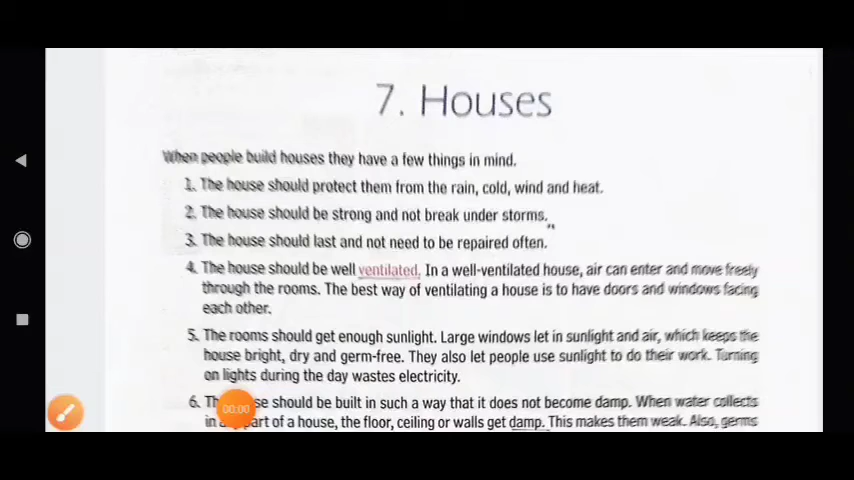 7. Houses
When people build houses they have a few things in mind.
1. The house should protect them from the rain, cold, wind and heat.
2. The house should be strong and not break under storms.
3. The house should last and not need to be repaired often.
4. The house should be well ventilated. In a well-ventilated house, air can enter and move freely
through the rooms. The best way of ventilating a house is to have doors and windows facing
each other.
5. The rooms should get enough sunlight. Large windows let in sunlight and air, which keeps the
house bright, dry and germ-free. They also let people use sunlight to do their work. Turning
on lights during the day wastes electricity.
6. should be built in such a way that it does not become damp. When water collects
in of a house, the floor, ceiling or walls get damp. This makes them weak. Also, germs
00:00